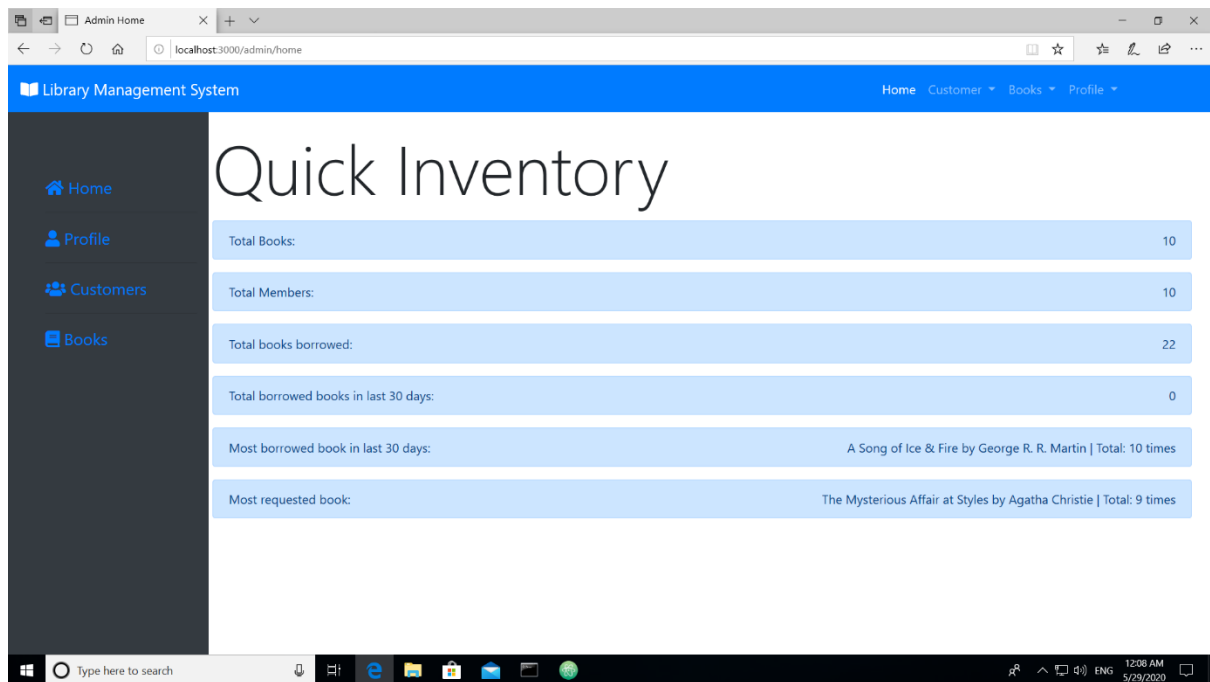 Admin Home
localhost:3000/admin/home
Library Management System
Home Customer Books Profile
Home
Profile
Customers
Books
Quick Inventory
Total Books: 10
Total Members: 10
Total books borrowed: 22
Total borrowed books in last 30 days: 0
Most borrowed book in last 30 days: A Song of Ice & Fire by George R. R. Martin | Total: 10 times
Most requested book: The Mysterious Affair at Styles by Agatha Christie | Total: 9 times
Type here to search
ENG
12:08 AM
5/29/2020